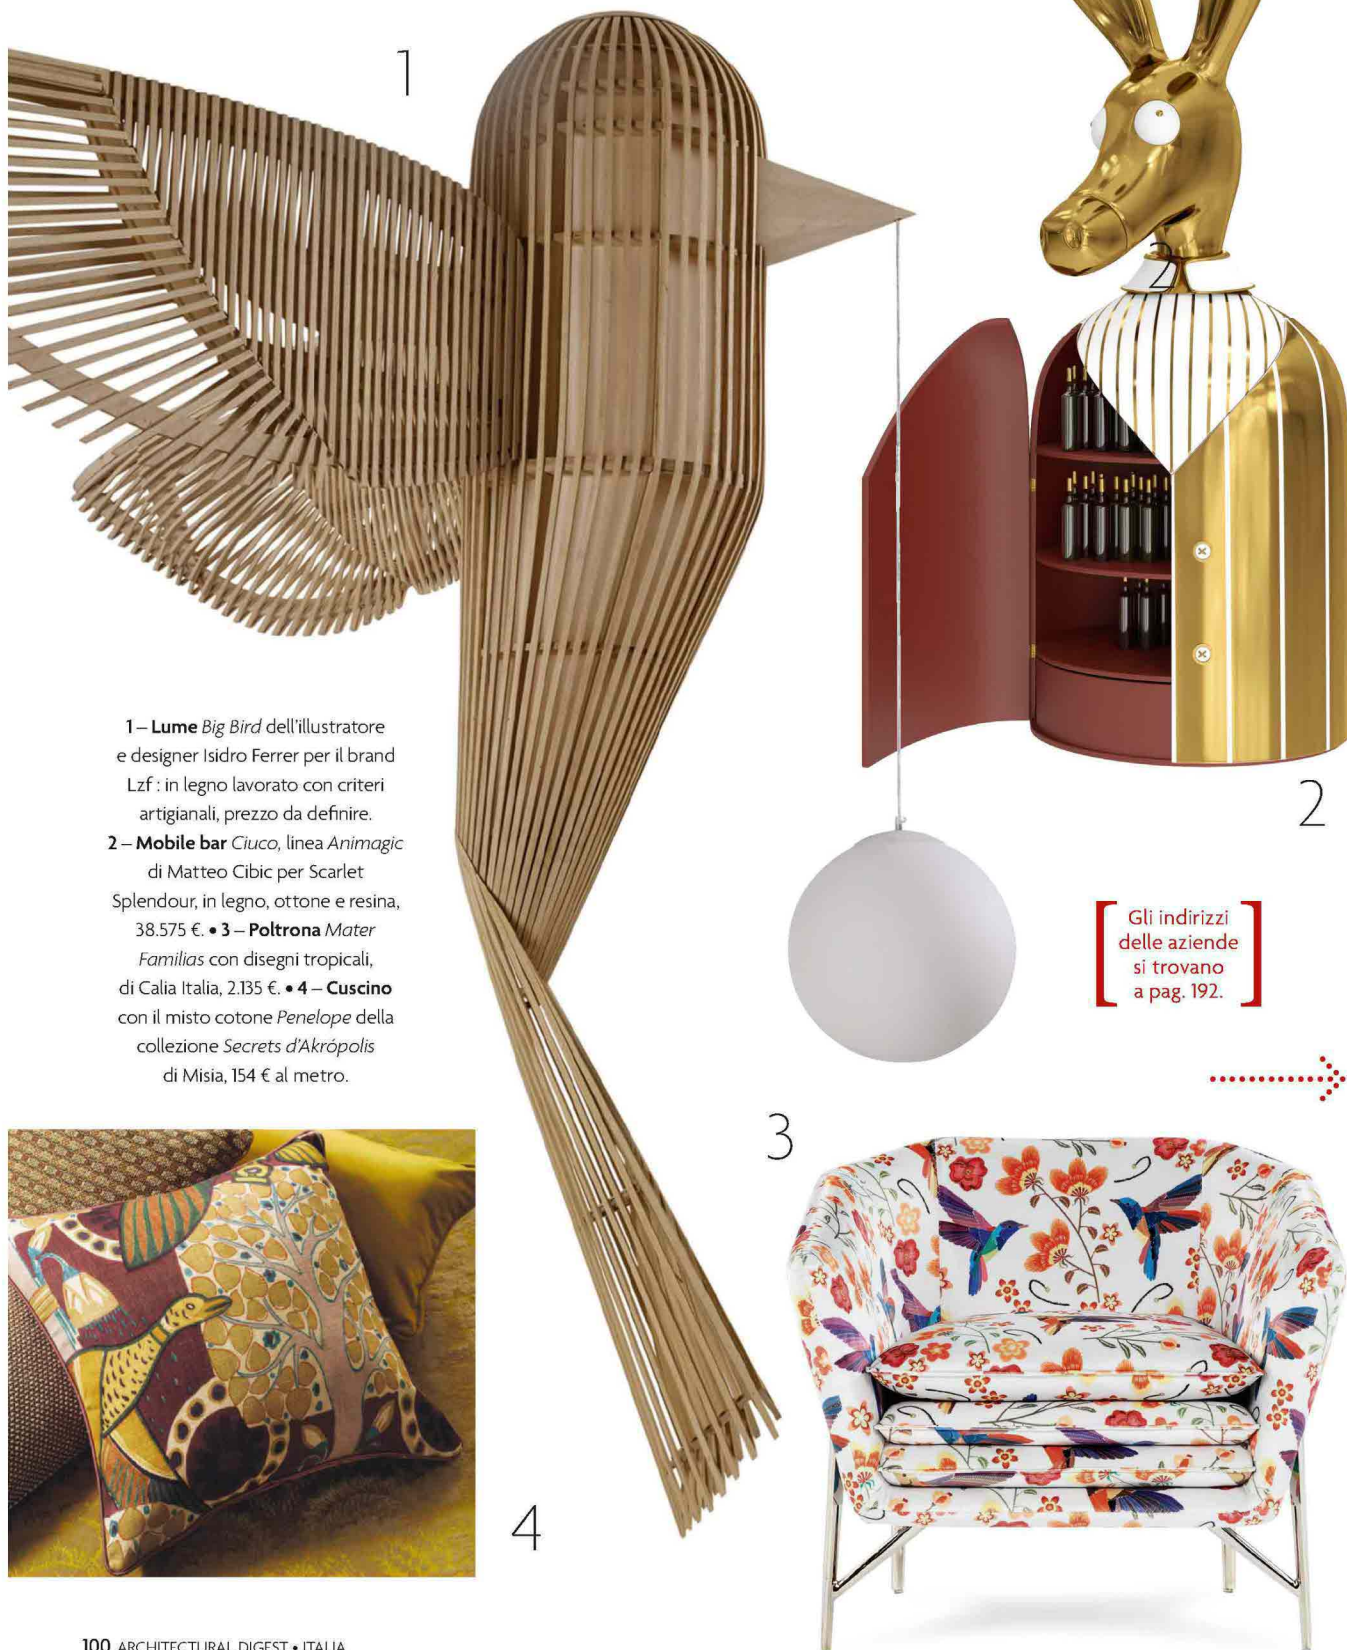 1
2
1 – Lume Big Bird dell'illustratore
e designer Isidro Ferrer per il brand
Lzf : in legno lavorato con criteri
artigianali, prezzo da definire.
2 – Mobile bar Ciuco, linea Animagic
di Matteo Cibic per Scarlet
Splendour, in legno, ottone e resina,
38.575 €. • 3 – Poltrona Mater
Familias con disegni tropicali,
di Calia Italia, 2.135 €. • 4 – Cuscino
con il misto cotone Penelope della
collezione Secrets d'Akrópolis
di Misia, 154 € al metro.
2
Gli indirizzi
delle aziende
si trovano
a pag. 192.
3
4
100 ARCHITECTURAL DIGEST • ITALIA